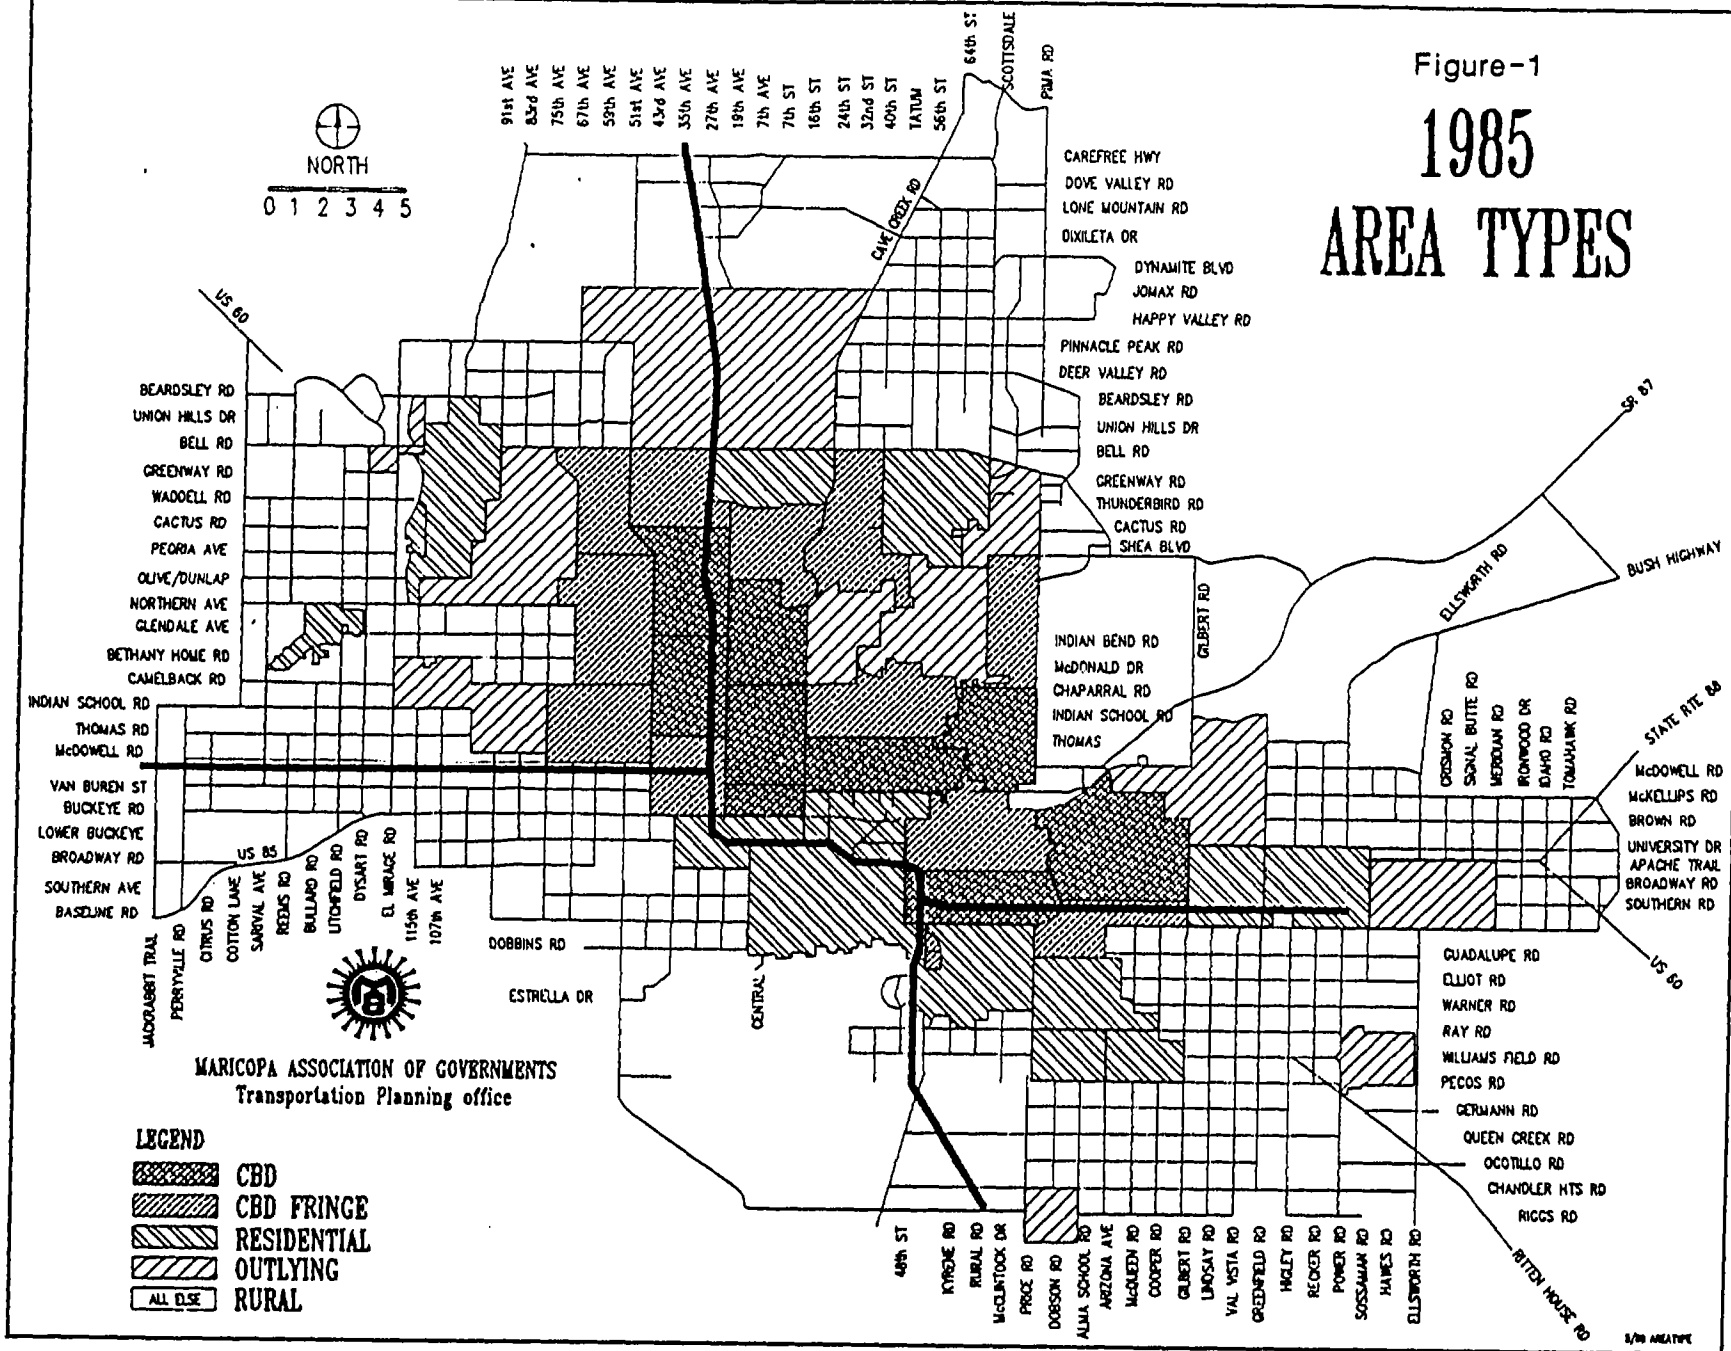 Figure-1
1985
AREA TYPES
NORTH
0 1 2 3 4 5
91st AVE
83rd AVE
75th AVE
67th AVE
59th AVE
51st AVE
43rd AVE
35th AVE
27th AVE
19th AVE
7th AVE
7th ST
16th ST
24th ST
32nd ST
40th ST
TATUM
56th ST
64th ST
SCOTTSDALE
PIMA RD
CAVE CREEK RD
CAREFREE HWY
DOVE VALLEY RD
LONE MOUNTAIN RD
DIXILETA DR
DYNAMITE BLVD
JOMAX RD
HAPPY VALLEY RD
PINNACLE PEAK RD
DEER VALLEY RD
BEARDSLEY RD
UNION HILLS DR
BELL RD
GREENWAY RD
THUNDERBIRD RD
CACTUS RD
SHEA BLVD
US 60
BEARDSLEY RD
UNION HILLS DR
BELL RD
GREENWAY RD
WADDELL RD
CACTUS RD
PEORIA AVE
OLIVE/DUNLAP
NORTHERN AVE
GLENDALE AVE
BETHANY HOME RD
CAMELBACK RD
INDIAN SCHOOL RD
THOMAS RD
McDOWELL RD
VAN BUREN ST
BUCKEYE RD
LOWER BUCKEYE
BROADWAY RD
SOUTHERN AVE
BASELINE RD
US 85
SR 87
BUSH HIGHWAY
ELLSWORTH RD
GILBERT RD
INDIAN BEND RD
McDONALD DR
CHAPARRAL RD
INDIAN SCHOOL RD
THOMAS
CRISMON RD
SIGNAL BUTTE RD
MERIDIAN RD
IRONWOOD DR
IDAHO RD
TOMAHAWK RD
STATE RTE 88
McDOWELL RD
McKELLIPS RD
BROWN RD
UNIVERSITY DR
APACHE TRAIL
BROADWAY RD
SOUTHERN RD
US 60
JACKRABBIT TRAIL
PERRYVILLE RD
CITRUS RD
COTTON LANE
SARIVAL AVE
REEMS RD
BULLARD RD
LITCHFIELD RD
DYSART RD
EL MIRAGE RD
115th AVE
107th AVE
DOBBINS RD
ESTRELLA DR
CENTRAL
GUADALUPE RD
ELLIOT RD
WARNER RD
RAY RD
WILLIAMS FIELD RD
PECOS RD
GERMANN RD
QUEEN CREEK RD
OCOTILLO RD
CHANDLER HTS RD
RIGGS RD
RITTEN HOUSE RD
48th ST
KYRENE RD
RURAL RD
McCLINTOCK DR
PRICE RD
DOBSON RD
ALMA SCHOOL RD
ARIZONA AVE
McQUEEN RD
COOPER RD
GILBERT RD
LINDSAY RD
VAL VISTA RD
GREENFIELD RD
HIGLEY RD
RECKER RD
POWER RD
SOSSAMAN RD
HAWES RD
ELLSWORTH RD
MARICOPA ASSOCIATION OF GOVERNMENTS
Transportation Planning office
LEGEND
CBD
CBD FRINGE
RESIDENTIAL
OUTLYING
ALL ELSE RURAL
AREATYPE